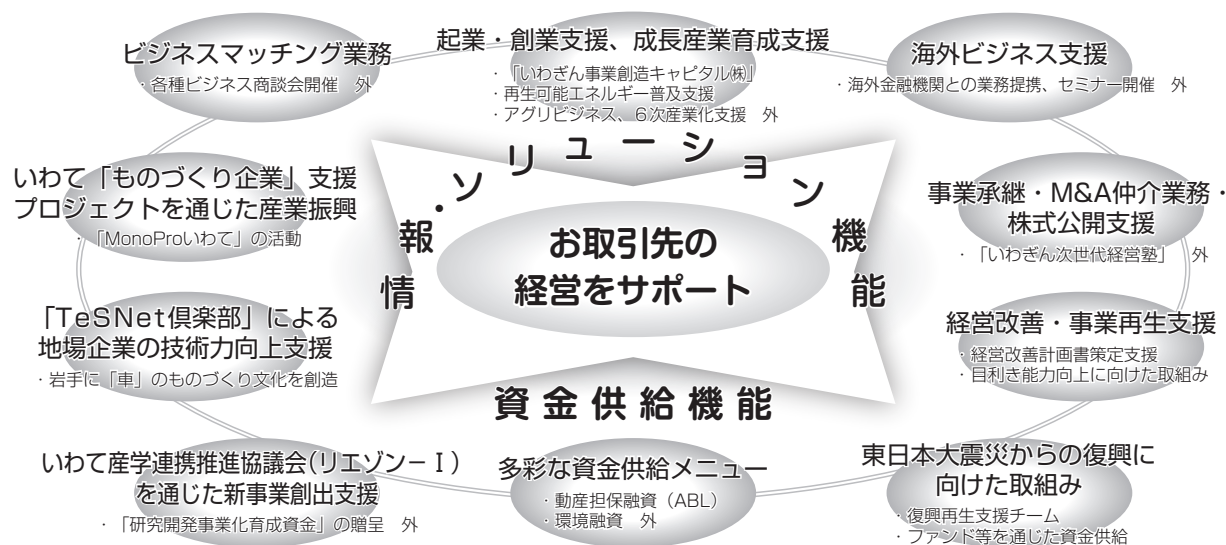 ビジネスマッチング業務
・各種ビジネス商談会開催　外
起業・創業支援、成長産業育成支援
・「いわぎん事業創造キャピタル㈱」
・再生可能エネルギー普及支援
・アグリビジネス、６次産業化支援　外
海外ビジネス支援
・海外金融機関との業務提携、セミナー開催　外
いわて「ものづくり企業」支援
プロジェクトを通じた産業振興
・「MonoProいわて」の活動
情報・ソリューション機能
お取引先の
経営をサポート
事業承継・M&A仲介業務・
株式公開支援
・「いわぎん次世代経営塾」　外
「TeSNet倶楽部」による
地場企業の技術力向上支援
・岩手に「車」のものづくり文化を創造
経営改善・事業再生支援
・経営改善計画書策定支援
・目利き能力向上に向けた取組み
資金供給機能
いわて産学連携推進協議会(リエゾン－Ｉ)
を通じた新事業創出支援
・「研究開発事業化育成資金」の贈呈　外
多彩な資金供給メニュー
・動産担保融資（ABL）
・環境融資　外
東日本大震災からの復興に
向けた取組み
・復興再生支援チーム
・ファンド等を通じた資金供給